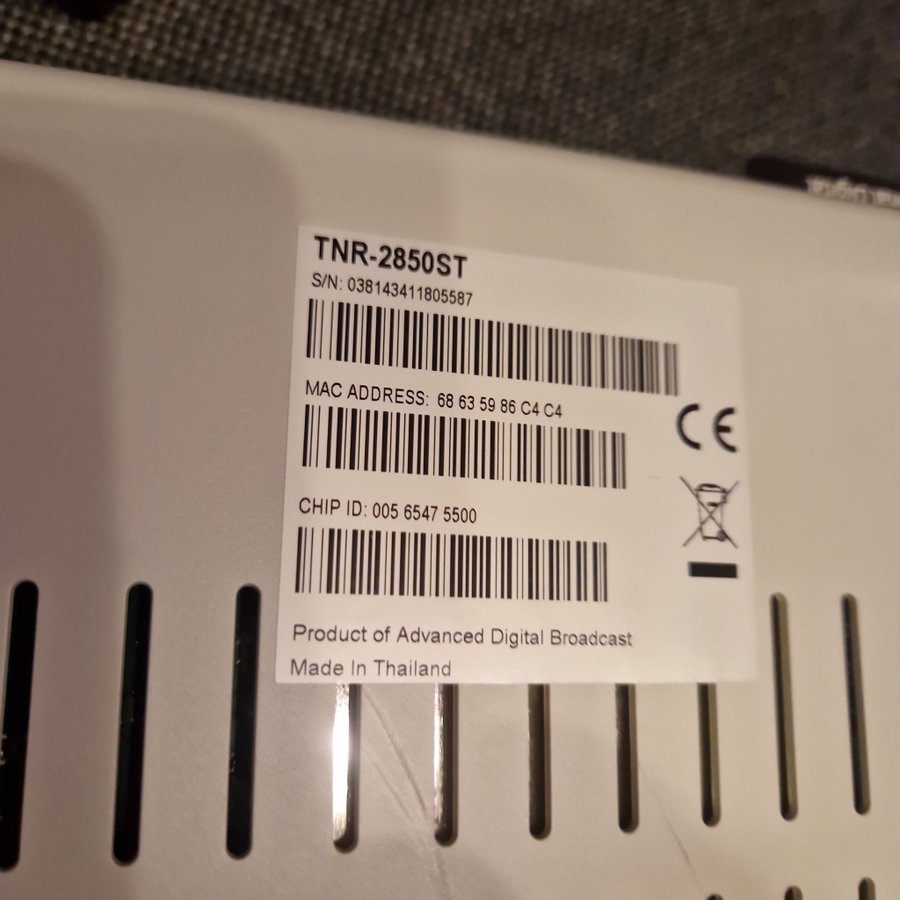 TNR-2850ST
S/N: 038143411805587
MAC ADDRESS: 68 63 59 86 C4 C4
CHIP ID: 005 6547 5500
CE
Product of Advanced Digital Broadcast
Made In Thailand